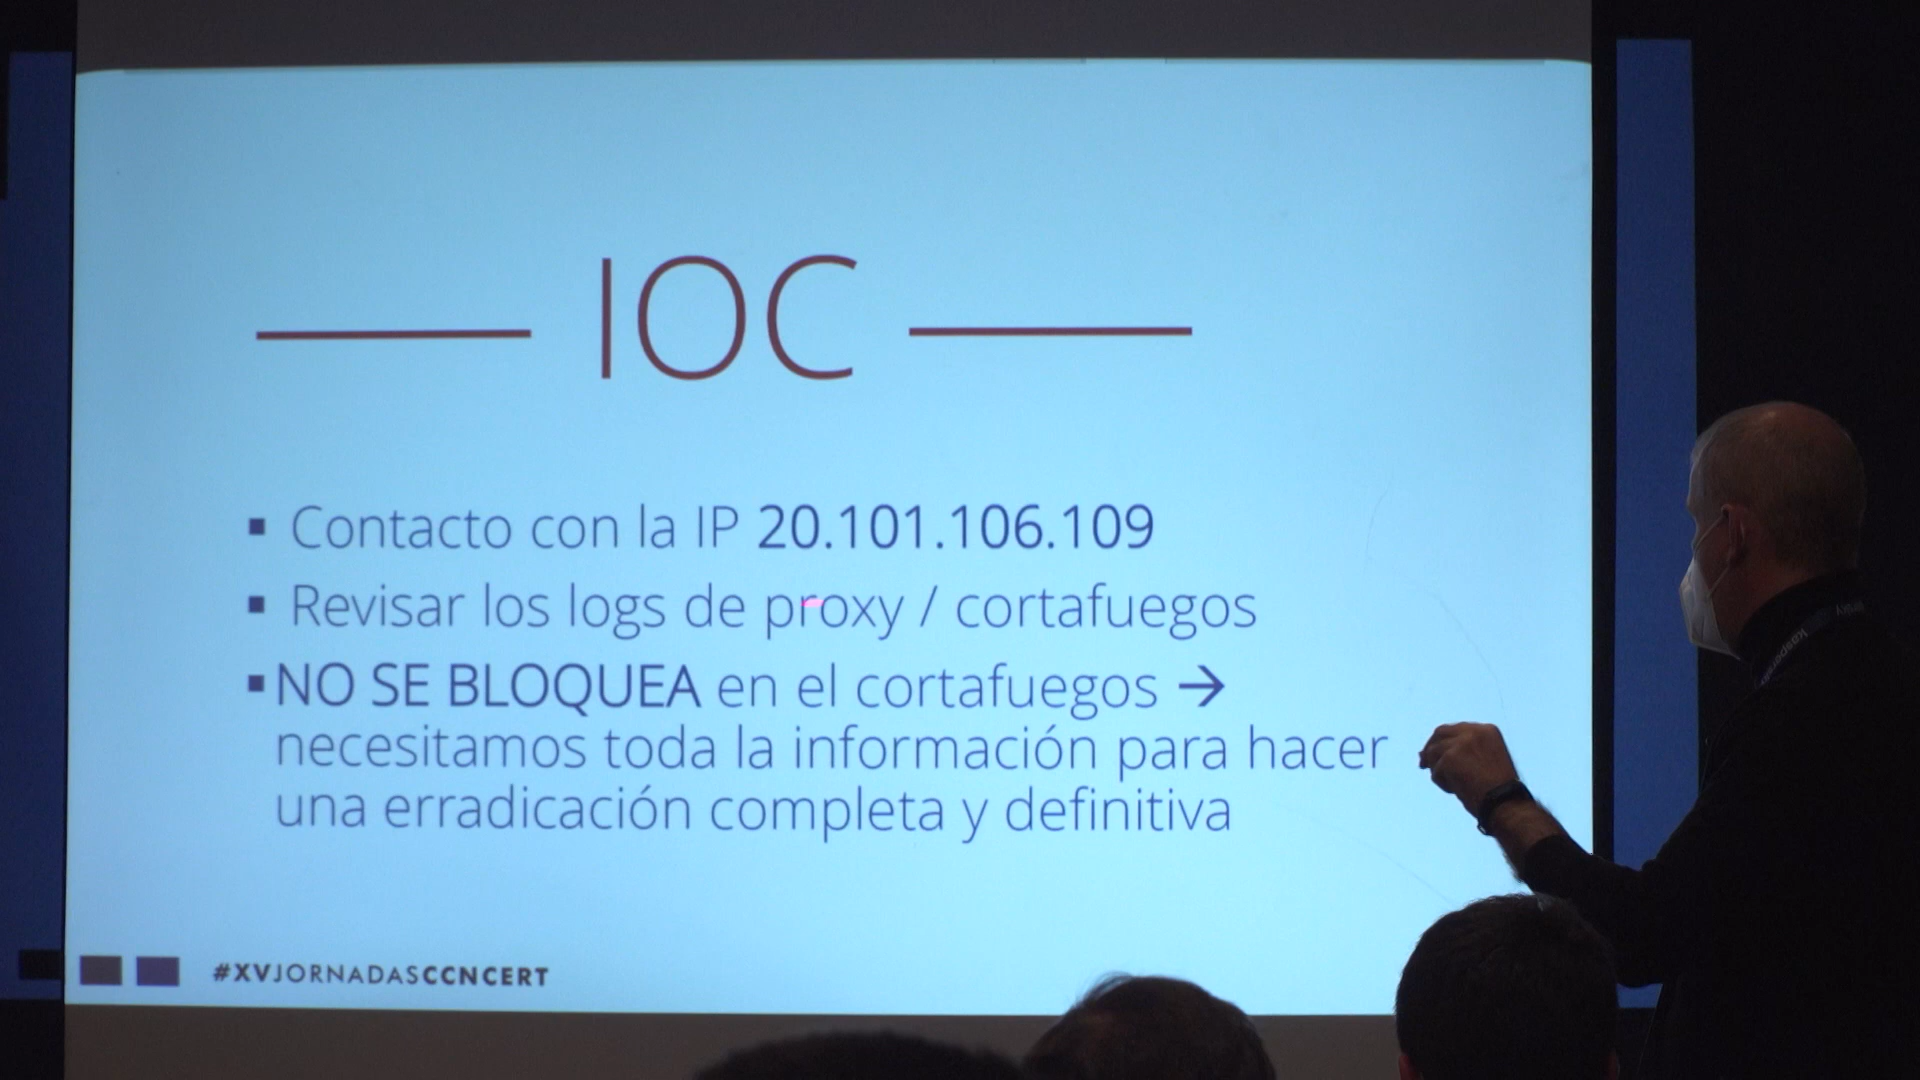 IOC
▪ Contacto con la IP 20.101.106.109
▪ Revisar los logs de proxy / cortafuegos
▪ NO SE BLOQUEA en el cortafuegos →
necesitamos toda la información para hacer
una erradicación completa y definitiva
#XVJORNADASCCNCERT